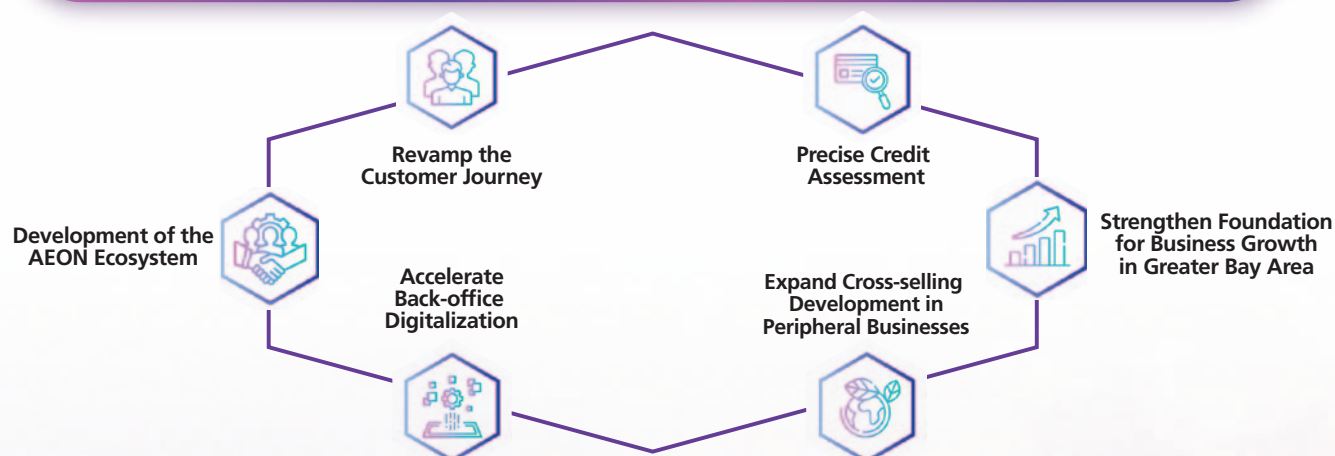 Revamp the
Customer Journey
Precise Credit
Assessment
Development of the
AEON Ecosystem
Strengthen Foundation
for Business Growth
in Greater Bay Area
Accelerate
Back-office
Digitalization
Expand Cross-selling
Development in
Peripheral Businesses